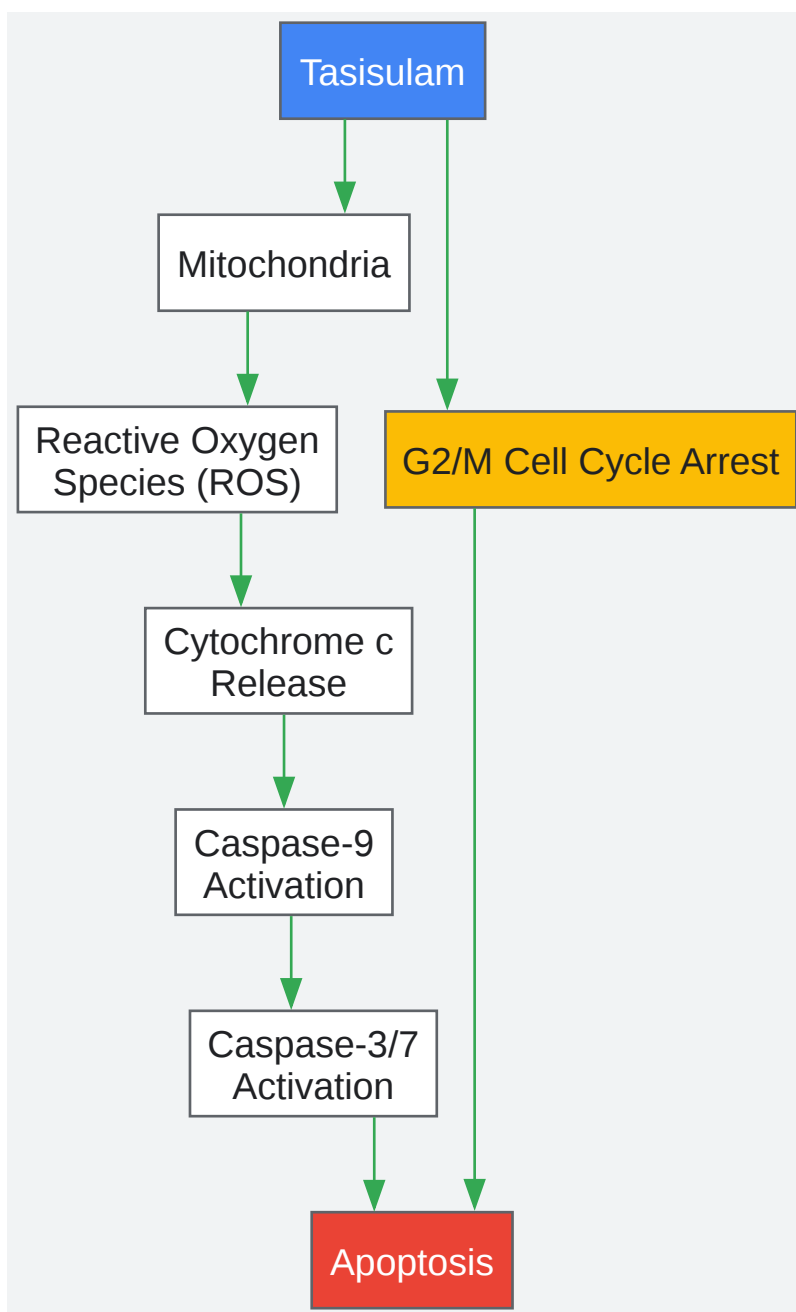 Tasisulam
Mitochondria
Reactive Oxygen
Species (ROS)
G2/M Cell Cycle Arrest
Cytochrome c
Release
Caspase-9
Activation
Caspase-3/7
Activation
Apoptosis